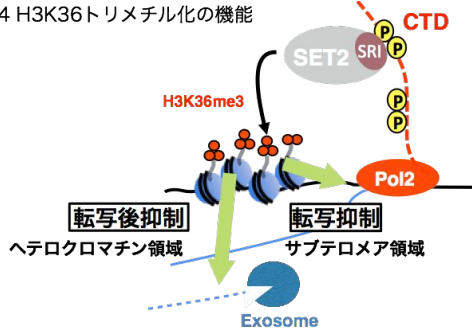 4 H3K36トリメチル化の機能
CTD
P
P
SET2
SRI
P
P
H3K36me3
Pol2
転写後抑制
転写抑制
ヘテロクロマチン領域
サブテロメア領域
Exosome